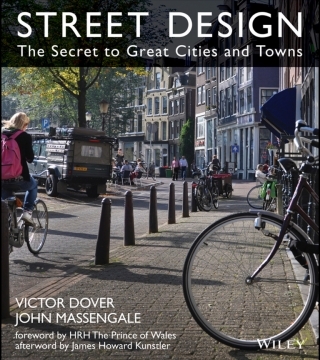 STREET DESIGN
The Secret to Great Cities and Towns
VICTOR DOVER
JOHN MASSENGALE
foreword by HRH The Prince of Wales
afterword by James Howard Kunstler
WILEY